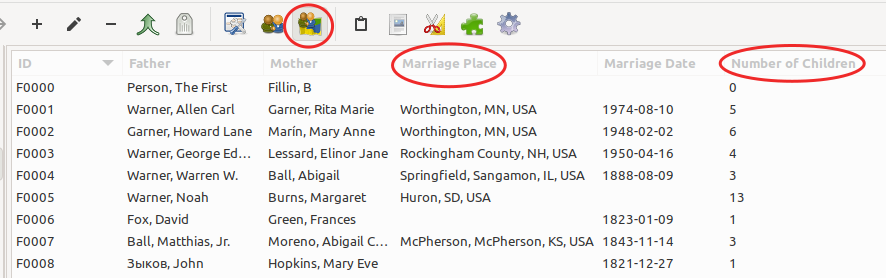 ID Father Mother Marriage Place Marriage Date Number of Children
F0000 Person, The First Fillin, B 0
F0001 Warner, Allen Carl Garner, Rita Marie Worthington, MN, USA 1974-08-10 5
F0002 Garner, Howard Lane Marín, Mary Anne Worthington, MN, USA 1948-02-02 6
F0003 Warner, George Ed... Lessard, Elinor Jane Rockingham County, NH, USA 1950-04-16 4
F0004 Warner, Warren W. Ball, Abigail Springfield, Sangamon, IL, USA 1888-08-09 3
F0005 Warner, Noah Burns, Margaret Huron, SD, USA 13
F0006 Fox, David Green, Frances 1823-01-09 1
F0007 Ball, Matthias, Jr. Moreno, Abigail C... McPherson, McPherson, KS, USA 1843-11-14 3
F0008 Зыков, John Hopkins, Mary Eve 1821-12-27 1